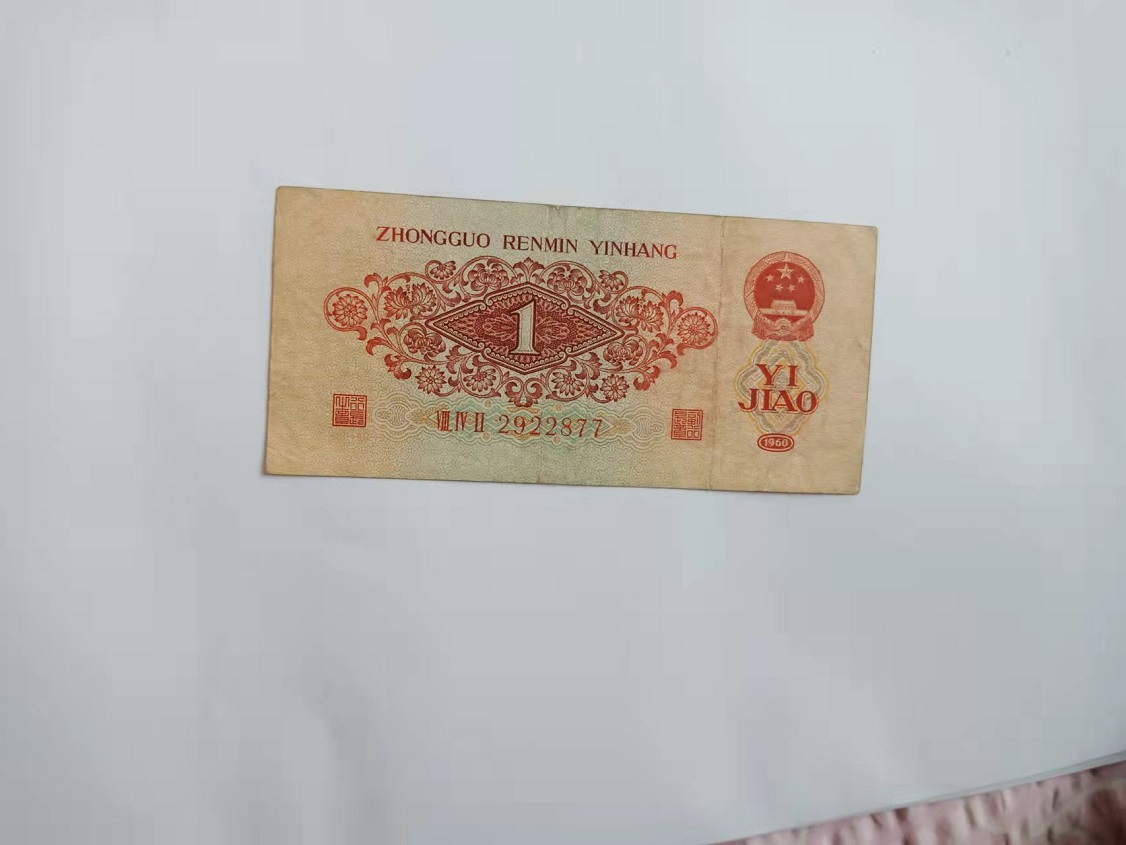 ZHONGGUO RENMIN YINHANG
1
YI
JIAO
VIII IV II 2922877
1960